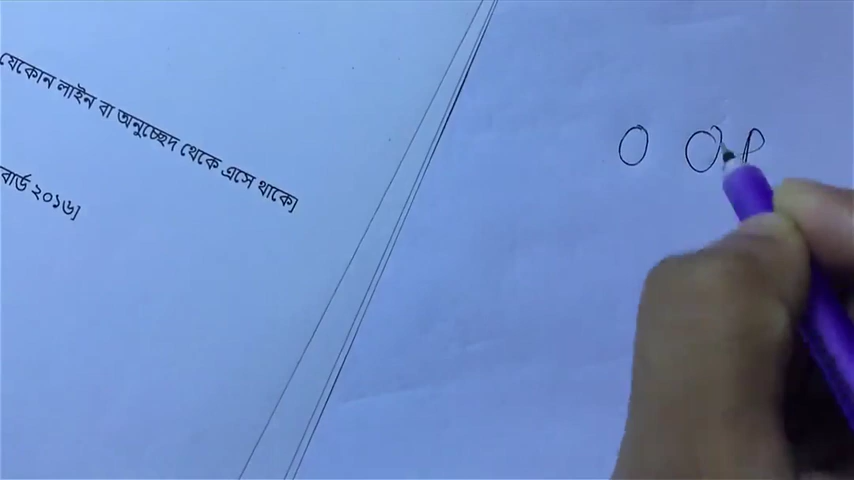 যেকোন লাইন বা অনুচ্ছেদ থেকে এসে থাকে]
বার্ড ২০১৬]